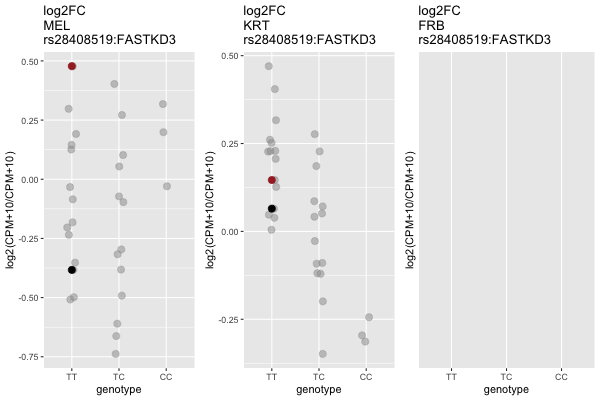 log2FC
MEL
rs28408519:FASTKD3
log2(CPM+10/CPM+10)
0.50
0.25
0.00
-0.25
-0.50
-0.75
TT
TC
CC
genotype
log2FC
KRT
rs28408519:FASTKD3
log2(CPM+10/CPM+10)
0.50
0.25
0.00
-0.25
TT
TC
CC
genotype
log2FC
FRB
rs28408519:FASTKD3
log2(CPM+10/CPM+10)
TT
TC
CC
genotype